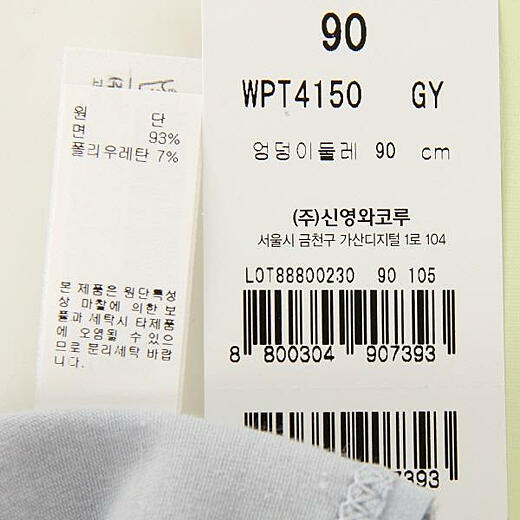 원 단
면 93%
폴리우레탄 7%
본 제품은 원단특성
상 마찰에 의한 보
풀과 세탁시 타제품
에 오염될 수 있으
므로 분리세탁 바랍
니다.
90
WPT4150 GY
엉덩이둘레 90 cm
(주)신영와코루
서울시 금천구 가산디지털 1로 104
LOT88800230 90 105
8 800304 907393
907393